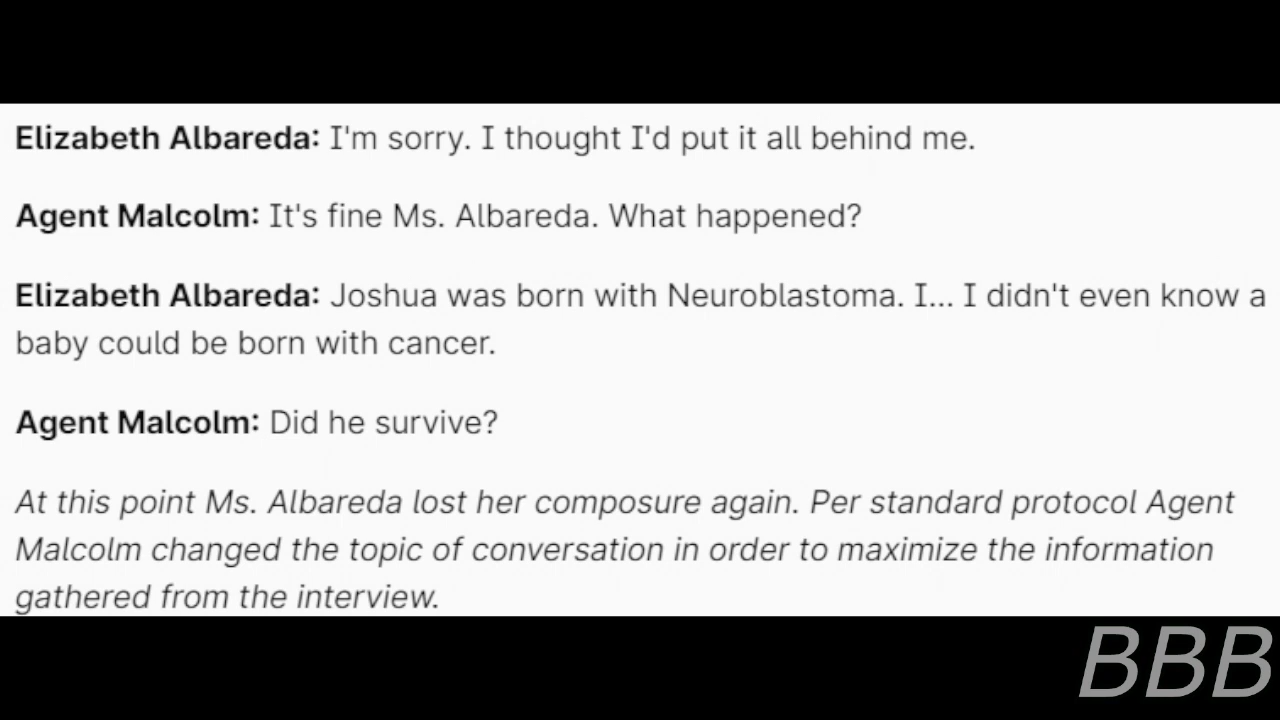 Elizabeth Albareda: I'm sorry. I thought I'd put it all behind me.
Agent Malcolm: It's fine Ms. Albareda. What happened?
Elizabeth Albareda: Joshua was born with Neuroblastoma. I... I didn't even know a
baby could be born with cancer.
Agent Malcolm: Did he survive?
At this point Ms. Albareda lost her composure again. Per standard protocol Agent
Malcolm changed the topic of conversation in order to maximize the information
gathered from the interview.
BBB